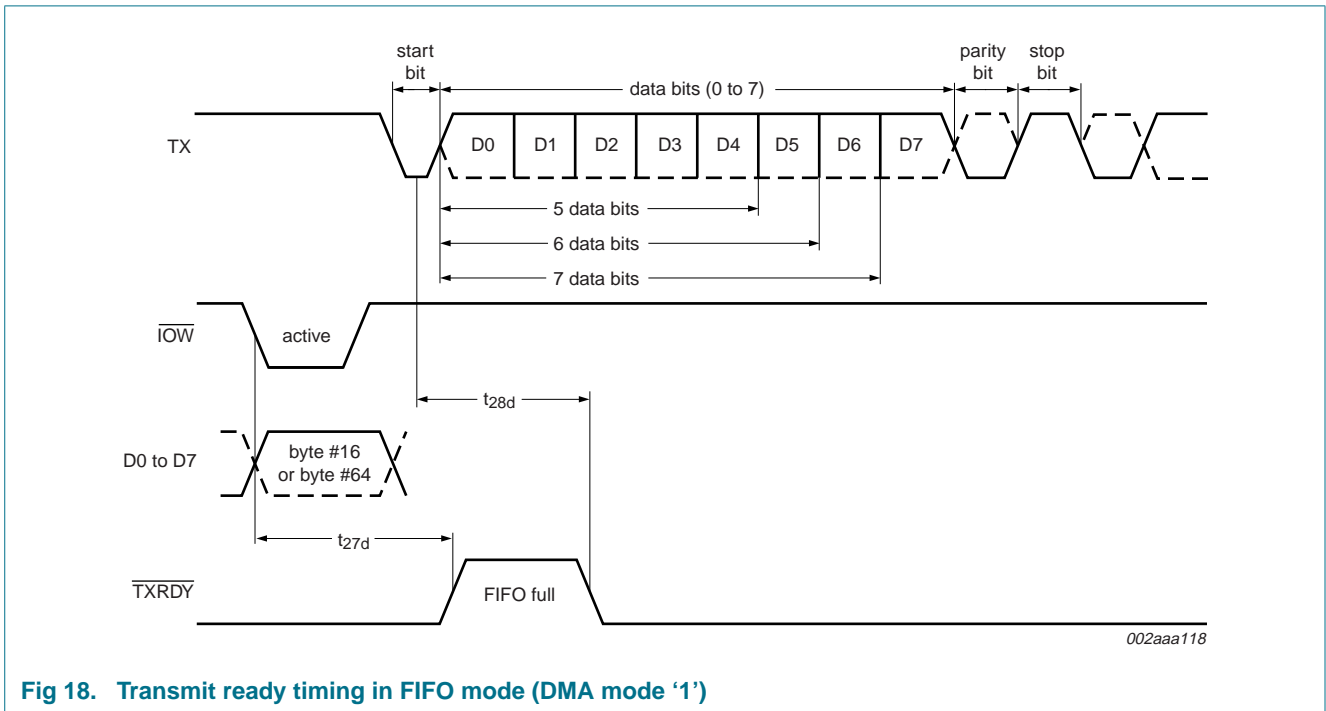 start
bit
data bits (0 to 7)
parity
bit
stop
bit
TX
D0
D1
D2
D3
D4
D5
D6
D7
5 data bits
6 data bits
7 data bits
IOW
active
t28d
D0 to D7
byte #16
or byte #64
t27d
TXRDY
FIFO full
002aaa118
Fig 18. Transmit ready timing in FIFO mode (DMA mode ‘1’)